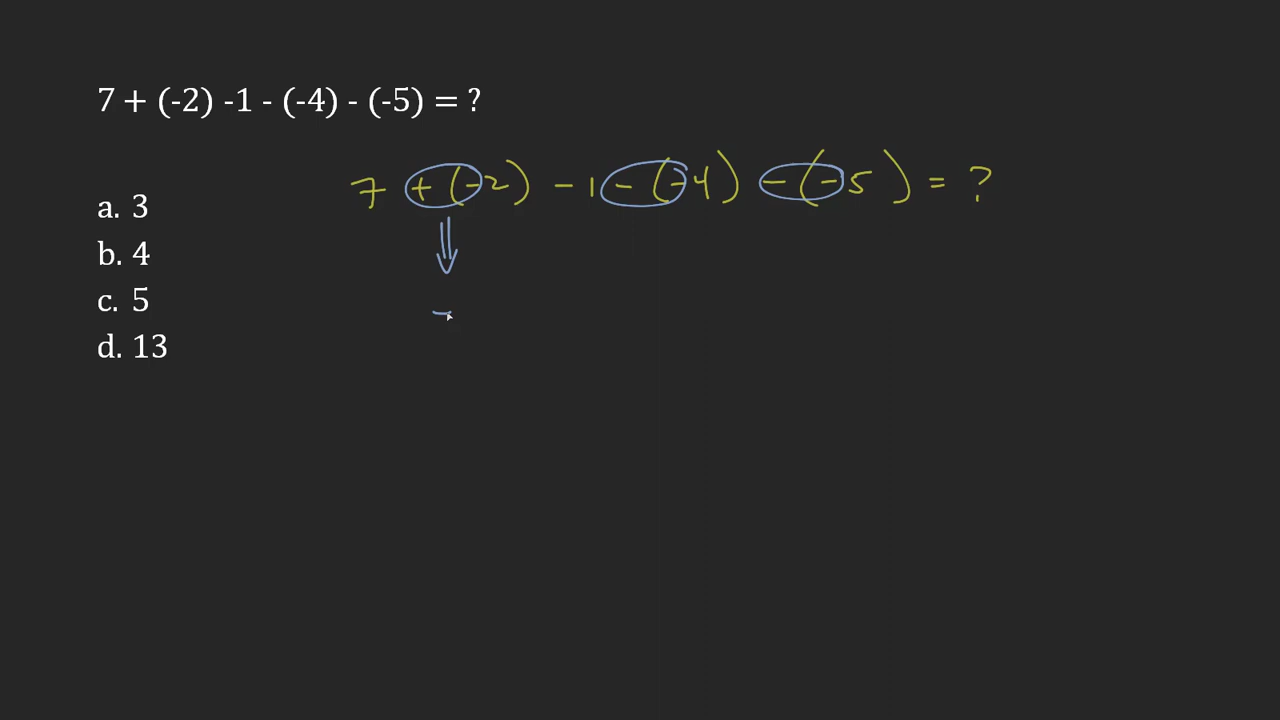 7 + (-2) -1 - (-4) - (-5) = ?
7 + (-2) - 1 - (-4) - (-5) = ?
a. 3
b. 4
c. 5
d. 13
-